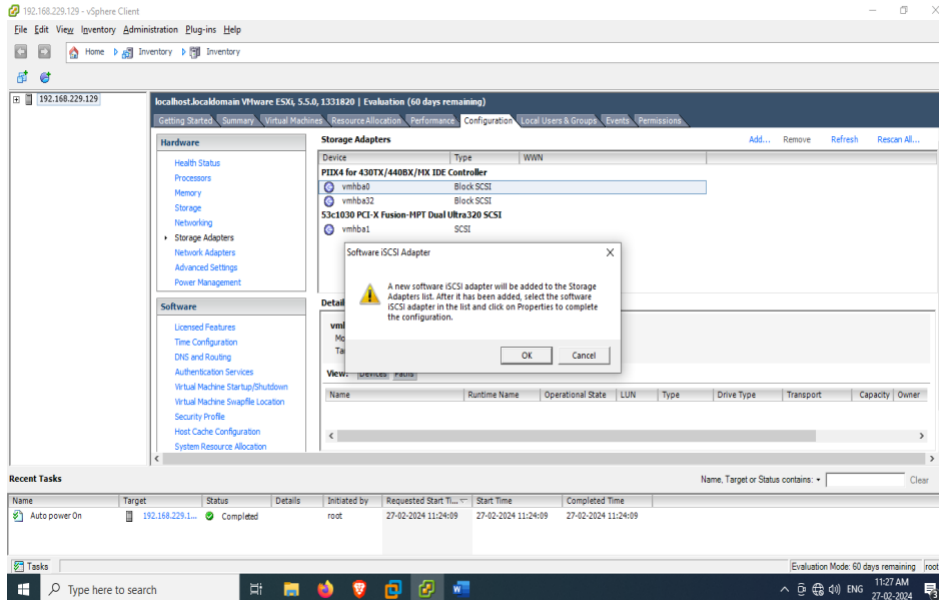 192.168.229.129 - vSphere Client
File Edit View Inventory Administration Plug-ins Help
Home Inventory Inventory
192.168.229.129
localhost.localdomain VMware ESXi, 5.5.0, 1331820 | Evaluation (60 days remaining)
Getting Started Summary Virtual Machines Resource Allocation Performance Configuration Local Users & Groups Events Permissions
Hardware
Health Status
Processors
Memory
Storage
Networking
Storage Adapters
Network Adapters
Advanced Settings
Power Management
Software
Licensed Features
Time Configuration
DNS and Routing
Authentication Services
Virtual Machine Startup/Shutdown
Virtual Machine Swapfile Location
Security Profile
Host Cache Configuration
System Resource Allocation
Storage Adapters Add... Remove Refresh Rescan All...
Device Type WWN
PIIX4 for 430TX/440BX/MX IDE Controller
vmhba0 Block SCSI
vmhba32 Block SCSI
53c1030 PCI-X Fusion-MPT Dual Ultra320 SCSI
vmhba1 SCSI
Software iSCSI Adapter
A new software iSCSI adapter will be added to the Storage
Adapters list. After it has been added, select the software
iSCSI adapter in the list and click on Properties to complete
the configuration.
OK Cancel
Detail
vml
Mo
Ta
View: Devices Paths
Name Runtime Name Operational State LUN Type Drive Type Transport Capacity Owner
Recent Tasks Name, Target or Status contains: Clear
Name Target Status Details Initiated by Requested Start Ti... Start Time Completed Time
Auto power On 192.168.229.1... Completed root 27-02-2024 11:24:09 27-02-2024 11:24:09 27-02-2024 11:24:09
Tasks Evaluation Mode: 60 days remaining root
Type here to search ENG 11:27 AM
27-02-2024 3